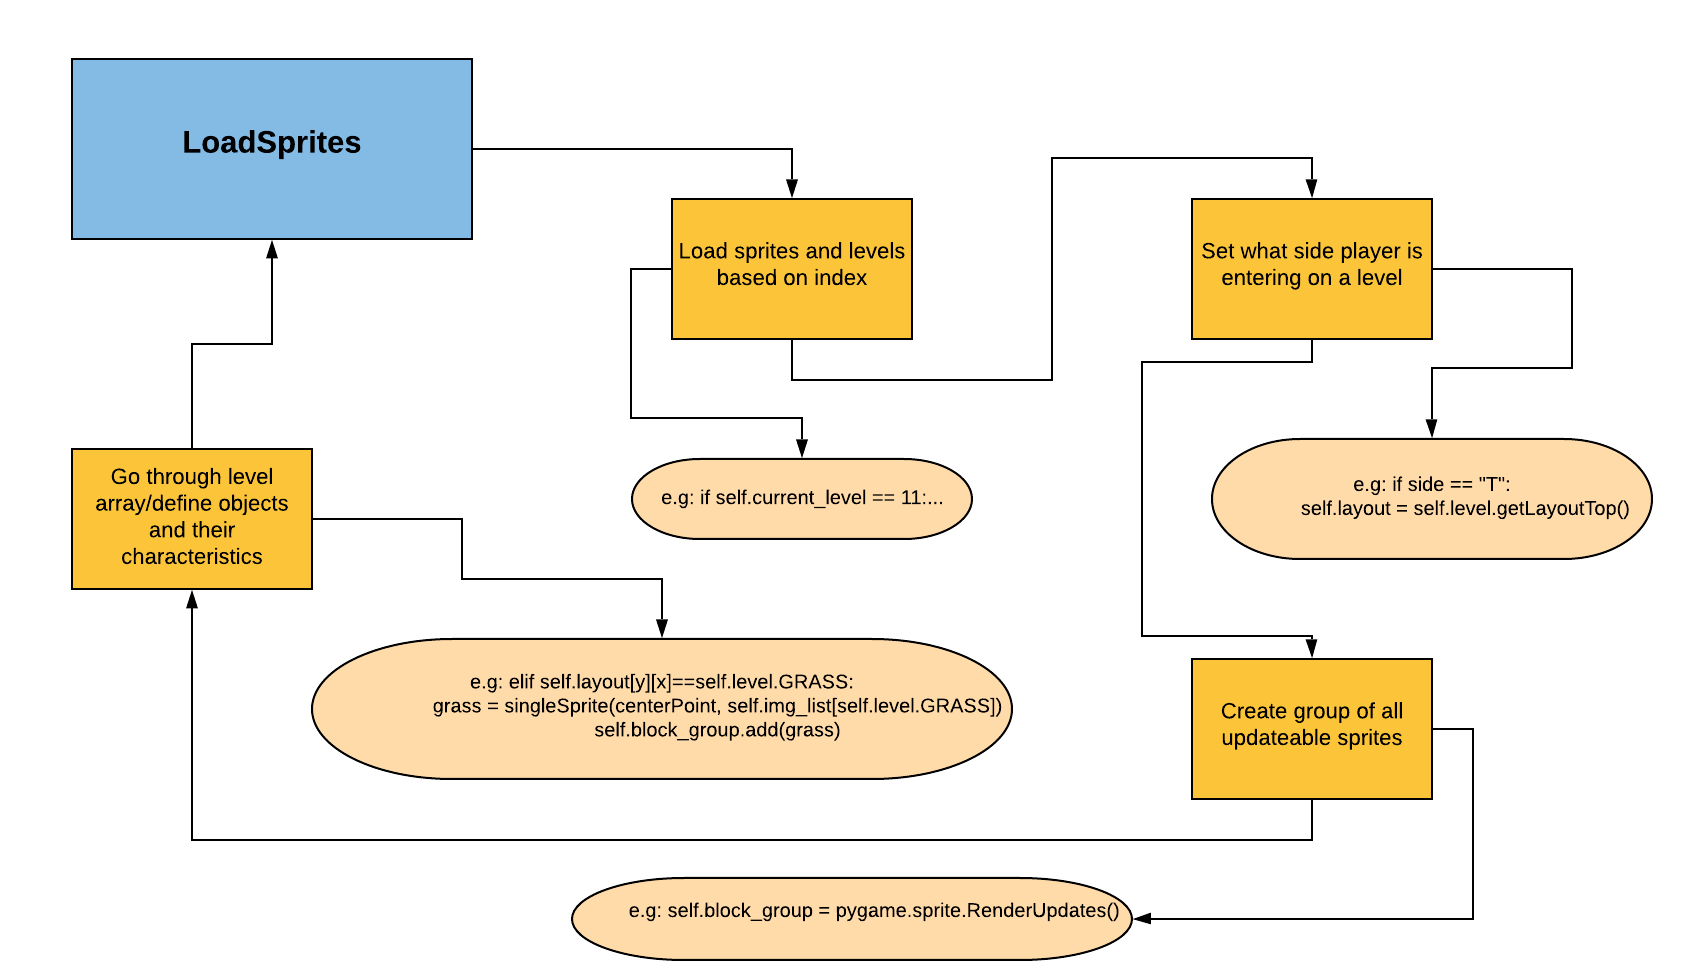 LoadSprites
Load sprites and levels
based on index
Set what side player is
entering on a level
Go through level
array/define objects
and their
characteristics
e.g: if self.current_level == 11:...
e.g: if side == "T":
self.layout = self.level.getLayoutTop()
e.g: elif self.layout[y][x]==self.level.GRASS:
grass = singleSprite(centerPoint, self.img_list[self.level.GRASS])
self.block_group.add(grass)
Create group of all
updateable sprites
e.g: self.block_group = pygame.sprite.RenderUpdates()